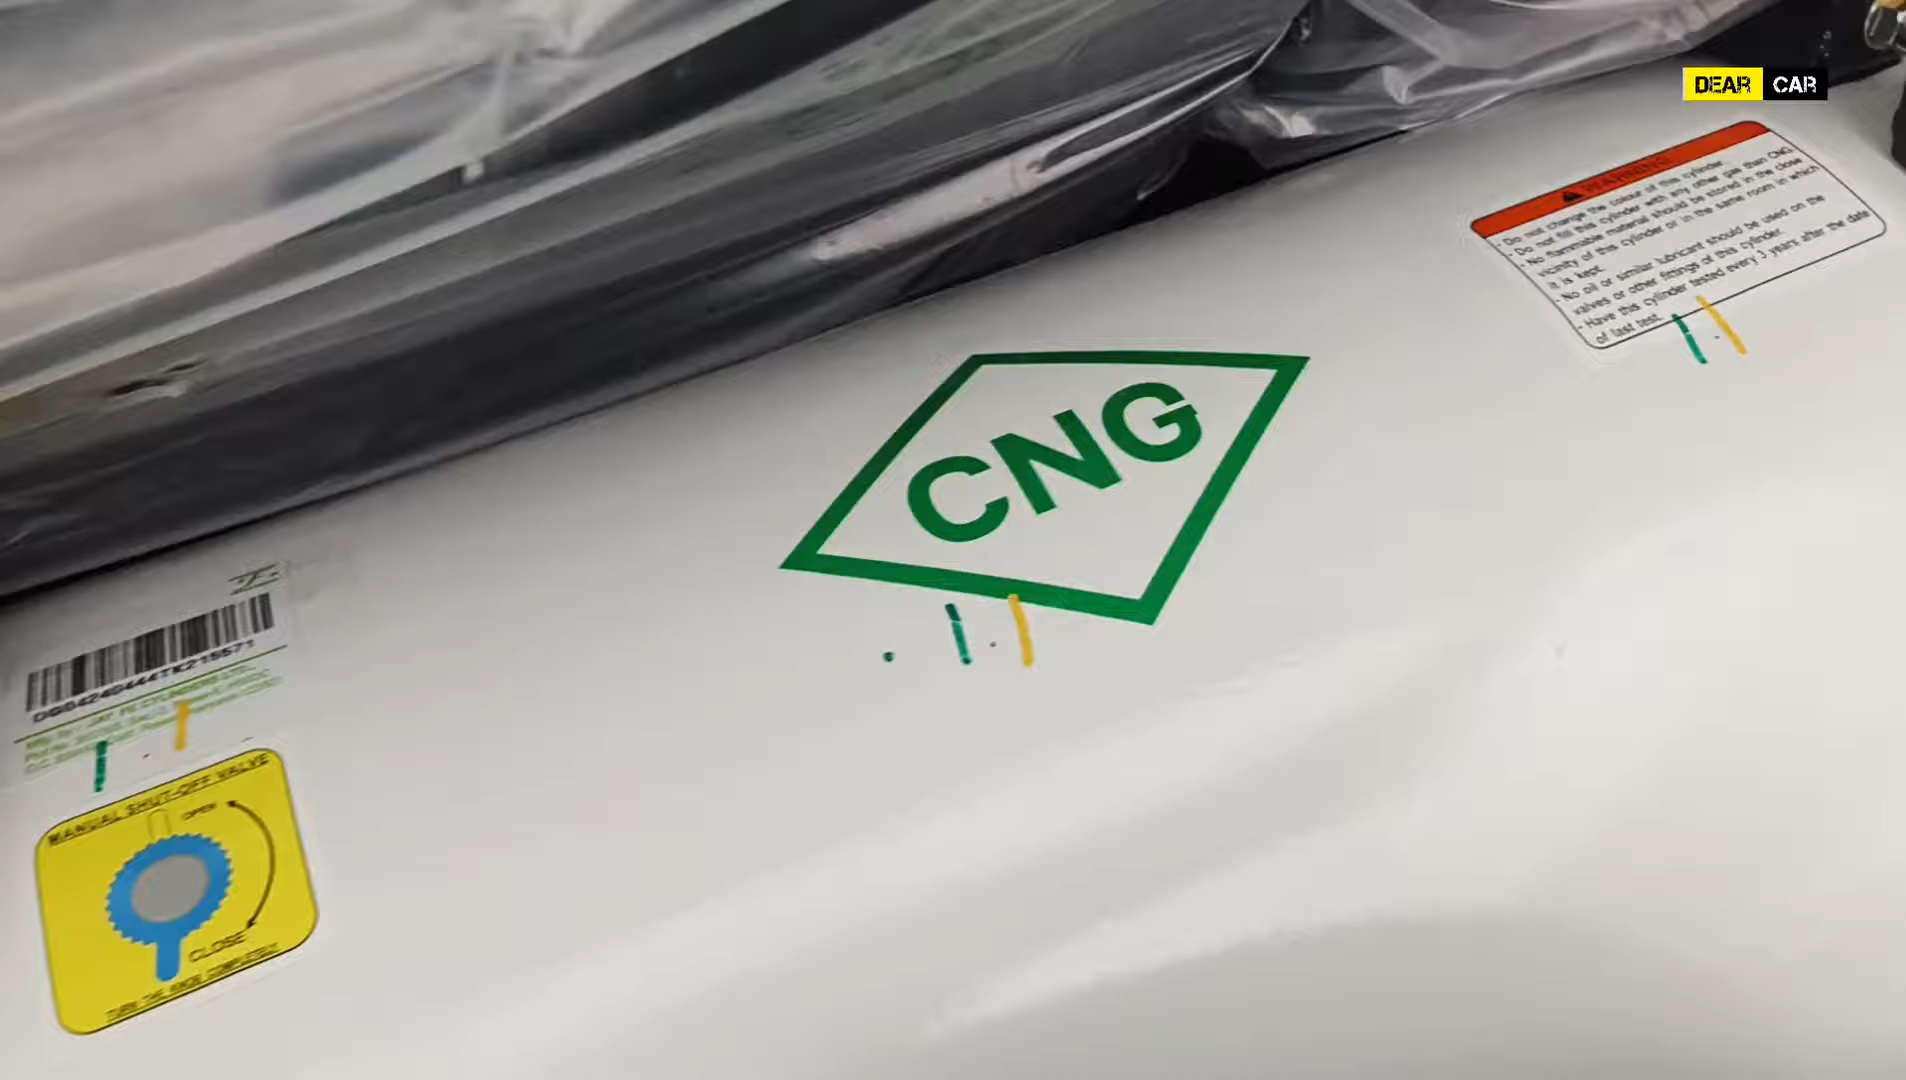 DEAR CAR
WARNING
- Do not change the colour of this cylinder.
- Do not fill this cylinder with any other gas than CNG
- No flammable material should be stored in the close
vicinity of this cylinder or in the same room in which
it is kept.
- No oil or similar lubricant should be used on the
valves or other fittings of this cylinder.
- Have this cylinder tested every 3 years after the date
of last test.
CNG
MANUAL SHUT-OFF VALVE
OPEN
CLOSE
TURN THE KNOB COMPLETELY